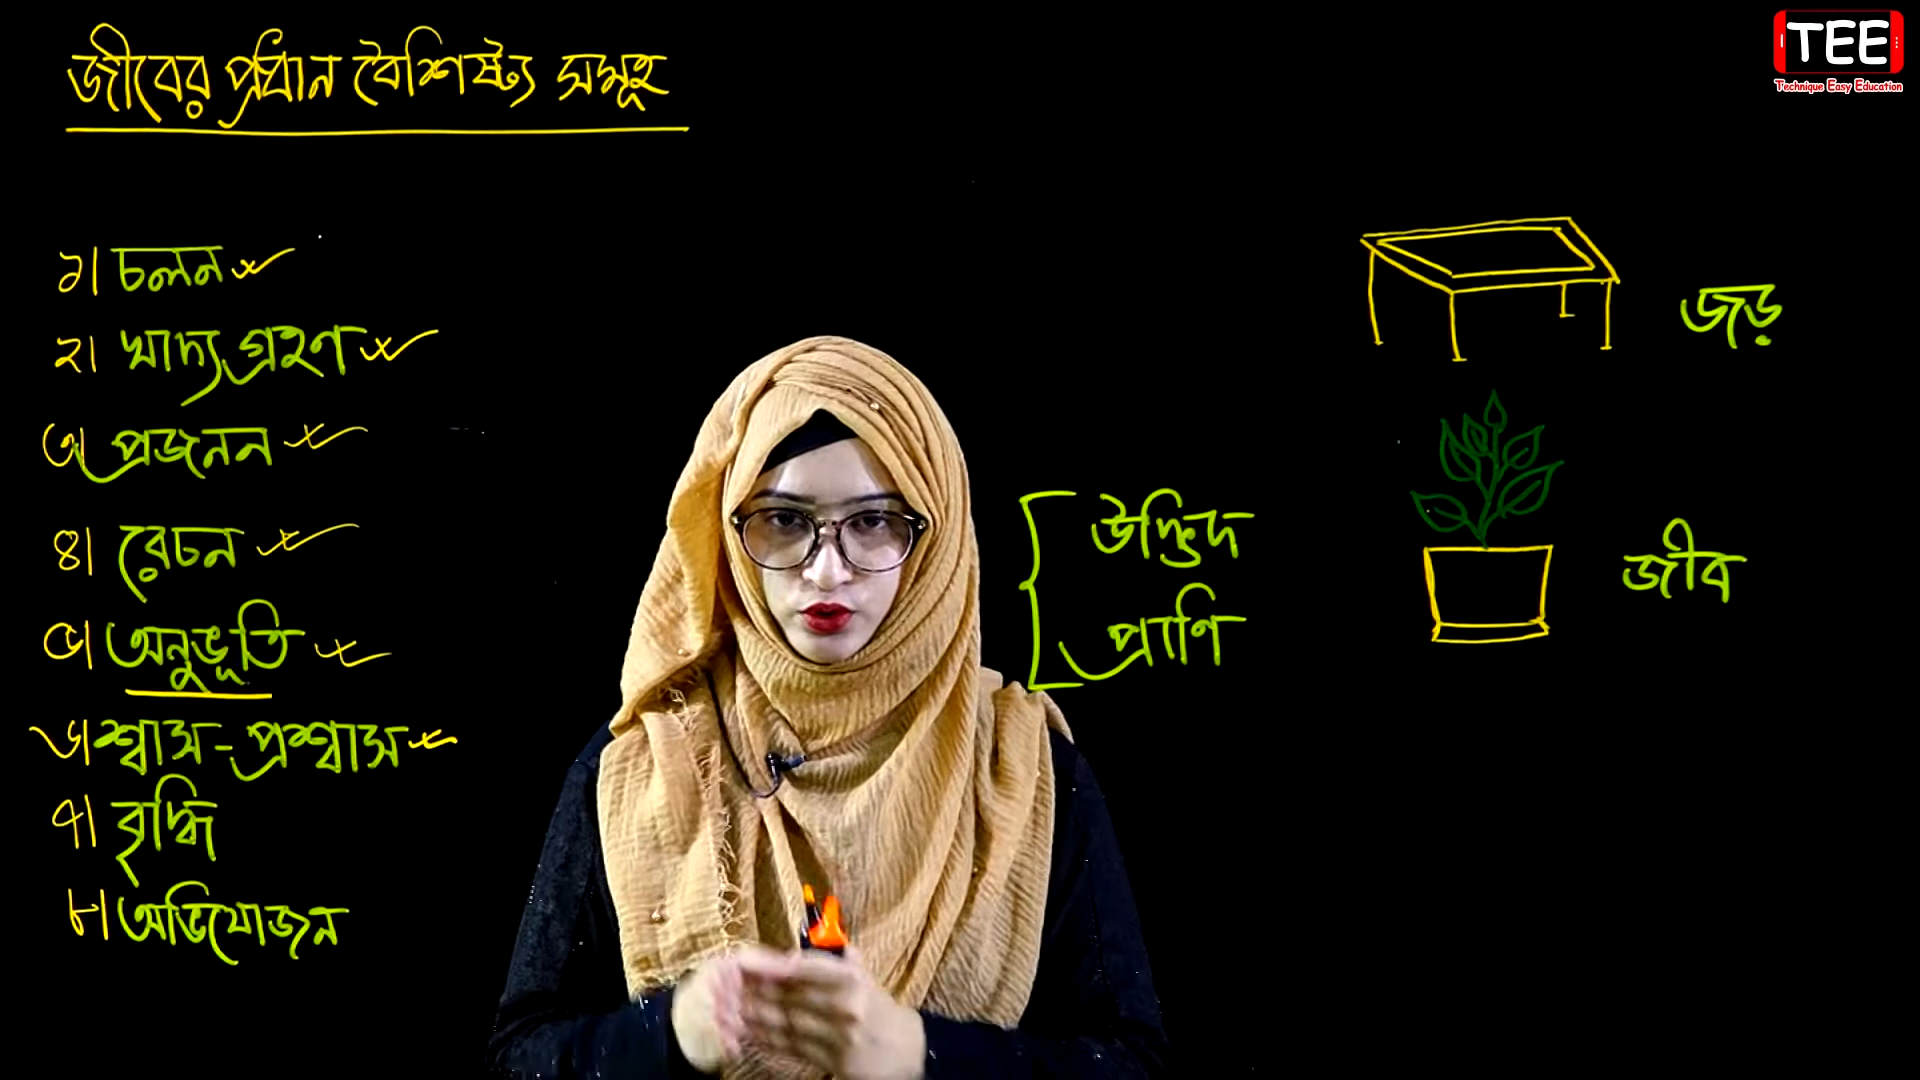 জীবের প্রধান বৈশিষ্ট্য সমূহ
১। চলন
২। খাদ্য গ্রহণ
৩। প্রজনন
৪। রেচন
৫। অনুভূতি
৬। শ্বাস-প্রশ্বাস
৭। বৃদ্ধি
৮। অভিযোজন
উদ্ভিদ
প্রাণি
জড়
জীব
TEE
Technique Easy Education